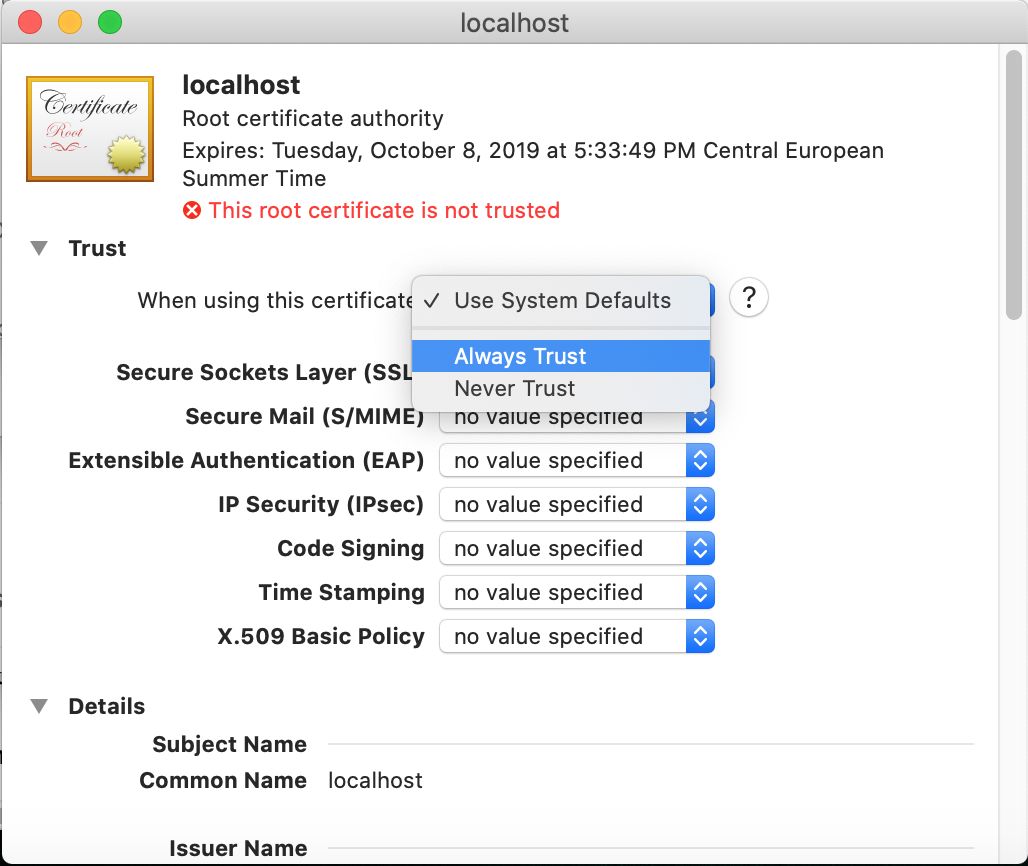 localhost
Certificate
Root
localhost
Root certificate authority
Expires: Tuesday, October 8, 2019 at 5:33:49 PM Central European
Summer Time
This root certificate is not trusted
Trust
When using this certificate
✓ Use System Defaults
?
Always Trust
Never Trust
Secure Sockets Layer (SSL
Secure Mail (S/MIME) no value specified
Extensible Authentication (EAP) no value specified
IP Security (IPsec) no value specified
Code Signing no value specified
Time Stamping no value specified
X.509 Basic Policy no value specified
Details
Subject Name
Common Name localhost
Issuer Name